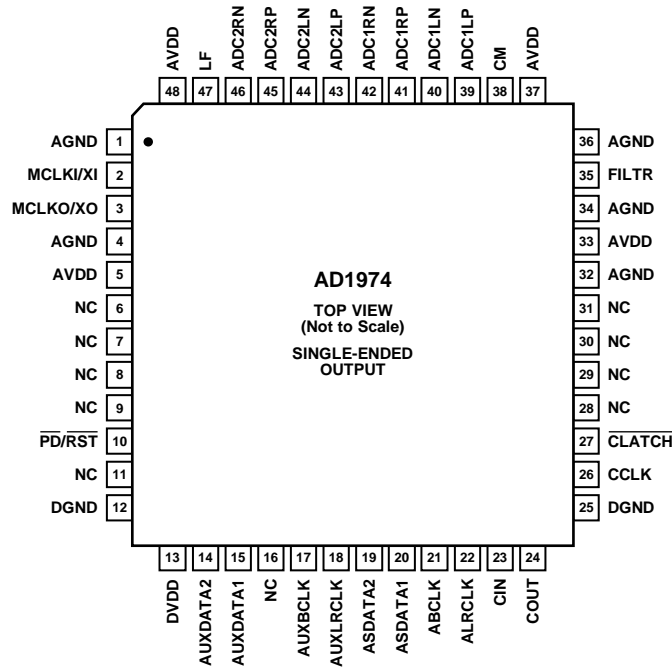 AVDD
LF
ADC2RN
ADC2RP
ADC2LN
ADC2LP
ADC1RN
ADC1RP
ADC1LN
ADC1LP
CM
AVDD
48 47 46 45 44 43 42 41 40 39 38 37
AGND 1
MCLKI/XI 2
MCLKO/XO 3
AGND 4
AVDD 5
NC 6
NC 7
NC 8
NC 9
PD/RST 10
NC 11
DGND 12
AD1974
TOP VIEW
(Not to Scale)
SINGLE-ENDED
OUTPUT
36 AGND
35 FILTR
34 AGND
33 AVDD
32 AGND
31 NC
30 NC
29 NC
28 NC
27 CLATCH
26 CCLK
25 DGND
13 14 15 16 17 18 19 20 21 22 23 24
DVDD
AUXDATA2
AUXDATA1
NC
AUXBCLK
AUXLRCLK
ASDATA2
ASDATA1
ABCLK
ALRCLK
CIN
COUT